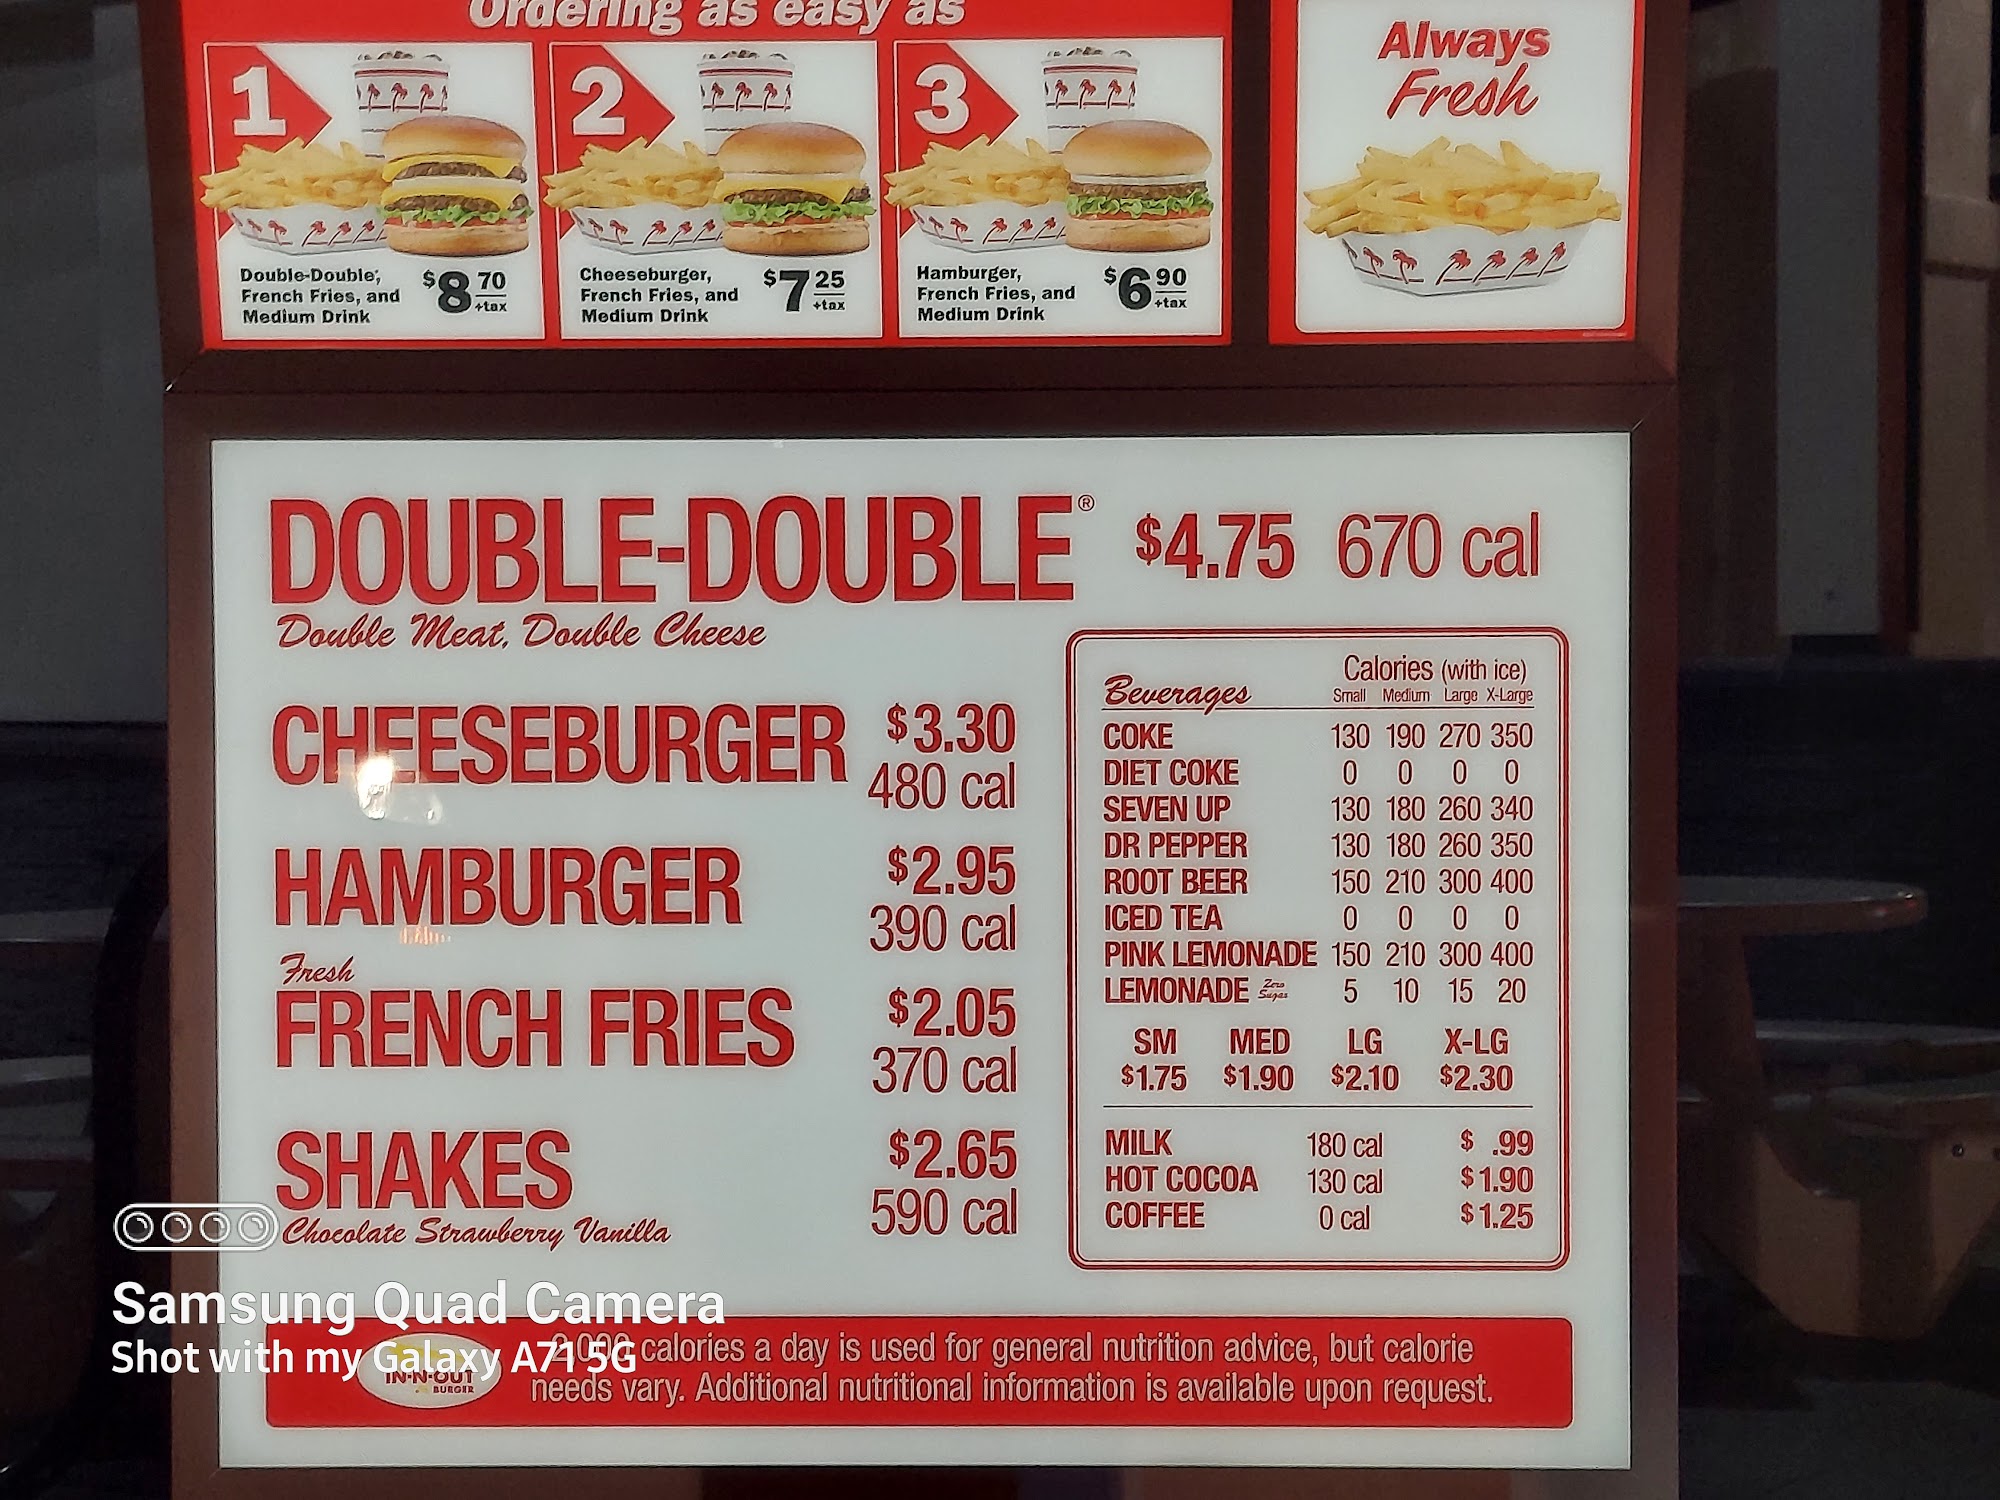 Ordering as easy as
1
Double-Double®,
French Fries, and
Medium Drink
$8 70
+tax
2
Cheeseburger,
French Fries, and
Medium Drink
$7 25
+tax
3
Hamburger,
French Fries, and
Medium Drink
$6 90
+tax
Always
Fresh
DOUBLE-DOUBLE® $4.75 670 cal
Double Meat, Double Cheese
CHEESEBURGER $3.30
480 cal
HAMBURGER $2.95
390 cal
Fresh
FRENCH FRIES $2.05
370 cal
SHAKES $2.65
590 cal
Chocolate Strawberry Vanilla
Calories (with ice)
Beverages Small Medium Large X-Large
COKE 130 190 270 350
DIET COKE 0 0 0 0
SEVEN UP 130 180 260 340
DR PEPPER 130 180 260 350
ROOT BEER 150 210 300 400
ICED TEA 0 0 0 0
PINK LEMONADE 150 210 300 400
LEMONADE Zero Sugar 5 10 15 20
SM MED LG X-LG
$1.75 $1.90 $2.10 $2.30
MILK 180 cal $ .99
HOT COCOA 130 cal $1.90
COFFEE 0 cal $1.25
IN-N-OUT
BURGER
2,000 calories a day is used for general nutrition advice, but calorie
needs vary. Additional nutritional information is available upon request.
Samsung Quad Camera
Shot with my Galaxy A71 5G